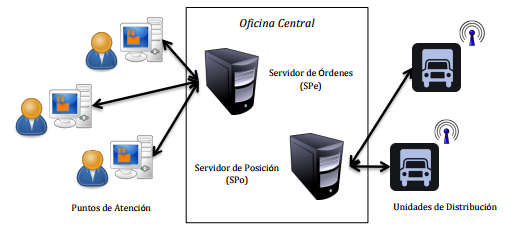 Oficina Central
Servidor de Órdenes
(SPe)
Servidor de Posición
(SPo)
Puntos de Atención
Unidades de Distribución